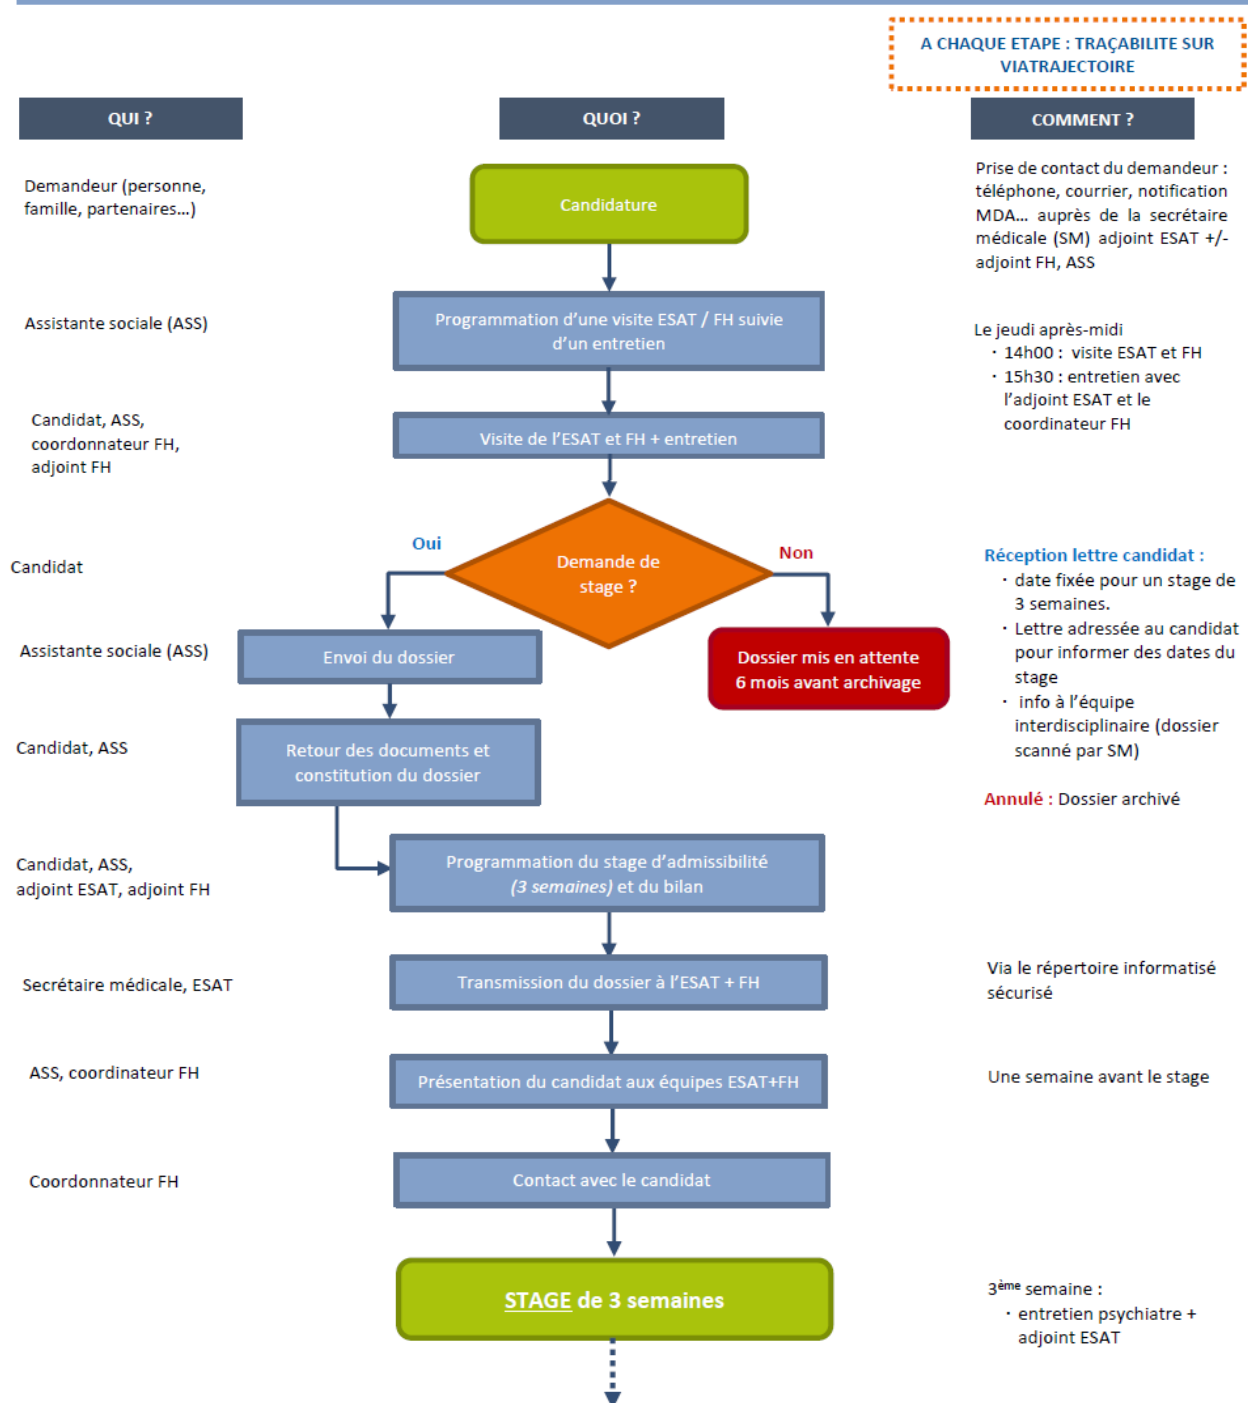 A CHAQUE ETAPE : TRAÇABILITE SUR
VIATRAJECTOIRE
QUI ?
QUOI ?
COMMENT ?
Demandeur (personne,
famille, partenaires…)
Candidature
Prise de contact du demandeur :
téléphone, courrier, notification
MDA… auprès de la secrétaire
médicale (SM) adjoint ESAT +/-
adjoint FH, ASS
Assistante sociale (ASS)
Programmation d’une visite ESAT / FH suivie
d’un entretien
Le jeudi après-midi
· 14h00 : visite ESAT et FH
· 15h30 : entretien avec
l’adjoint ESAT et le
coordinateur FH
Candidat, ASS,
coordonnateur FH,
adjoint FH
Visite de l’ESAT et FH + entretien
Candidat
Oui
Demande de
stage ?
Non
Réception lettre candidat :
· date fixée pour un stage de
3 semaines.
· Lettre adressée au candidat
pour informer des dates du
stage
· info à l’équipe
interdisciplinaire (dossier
scanné par SM)
Annulé : Dossier archivé
Assistante sociale (ASS)
Envoi du dossier
Dossier mis en attente
6 mois avant archivage
Candidat, ASS
Retour des documents et
constitution du dossier
Candidat, ASS,
adjoint ESAT, adjoint FH
Programmation du stage d’admissibilité
(3 semaines) et du bilan
Secrétaire médicale, ESAT
Transmission du dossier à l’ESAT + FH
Via le répertoire informatisé
sécurisé
ASS, coordinateur FH
Présentation du candidat aux équipes ESAT+FH
Une semaine avant le stage
Coordonnateur FH
Contact avec le candidat
STAGE de 3 semaines
3ème semaine :
· entretien psychiatre +
adjoint ESAT